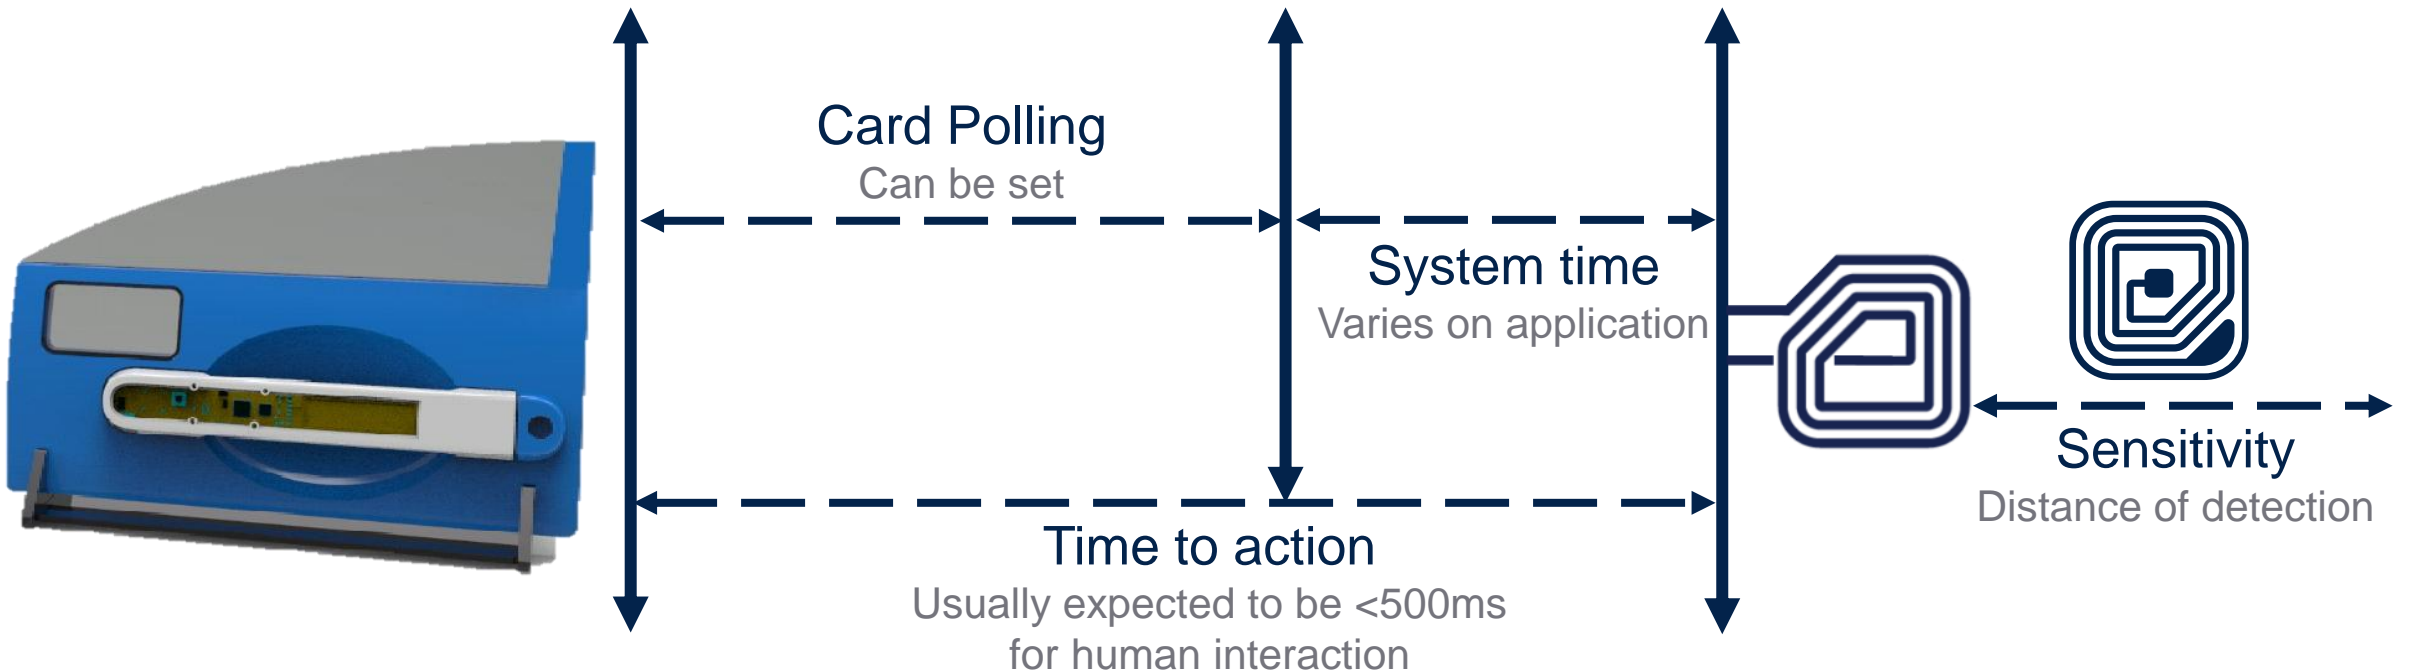 Card Polling
Can be set
System time
Varies on application
Sensitivity
Distance of detection
Time to action
Usually expected to be <500ms
for human interaction